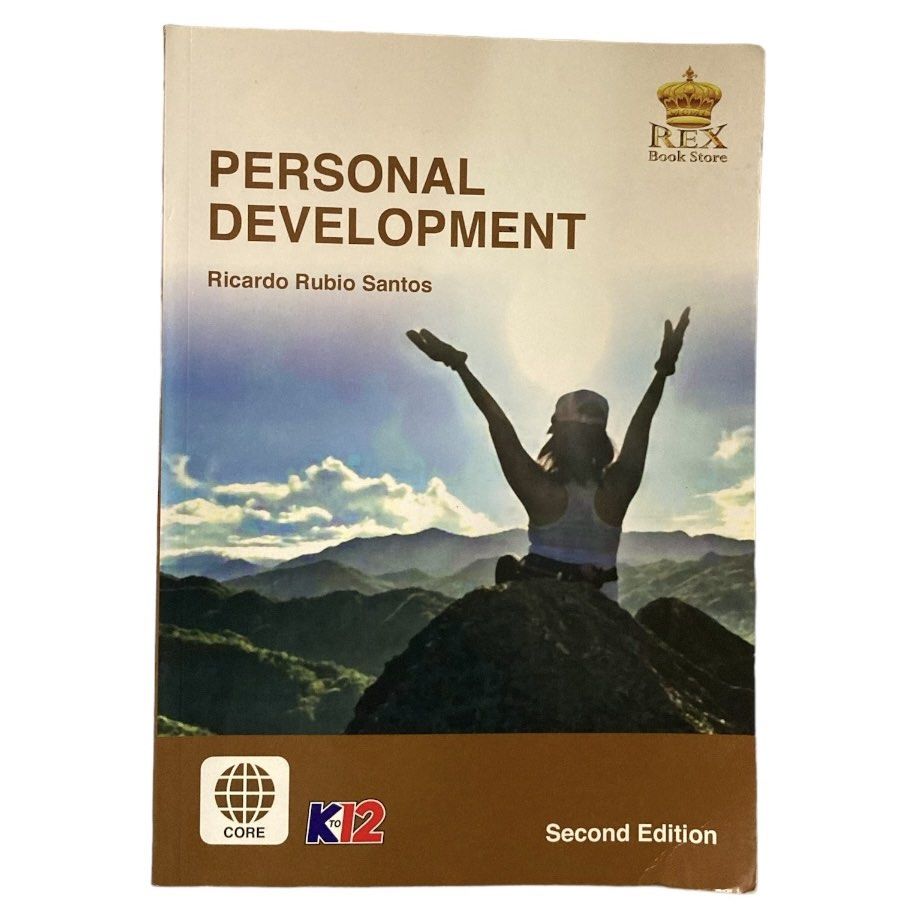 REX
Book Store
PERSONAL
DEVELOPMENT
Ricardo Rubio Santos
CORE
K TO 12
Second Edition